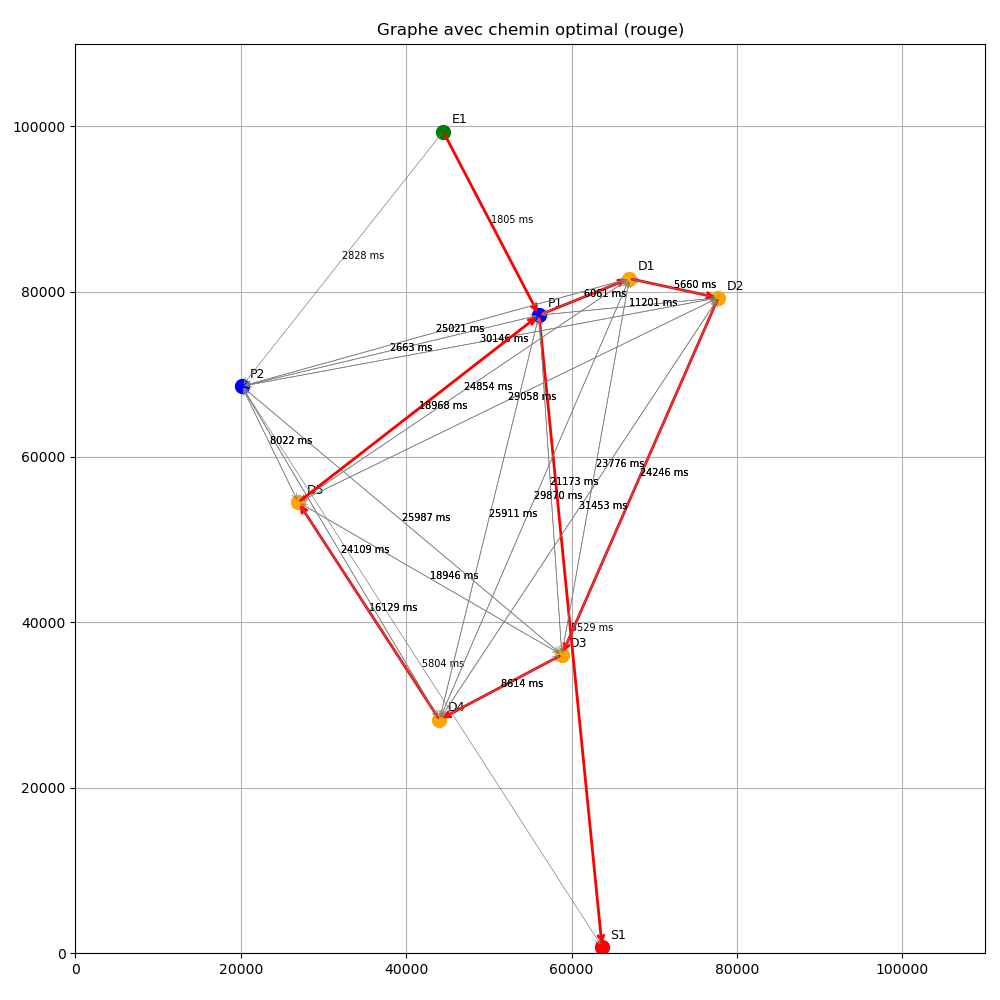 Graphe avec chemin optimal (rouge)
100000
80000
60000
40000
20000
0
E1
1805 ms
2828 ms
D1
5660 ms
D2
6061 ms
11201 ms
P1
25021 ms
30146 ms
2663 ms
P2
24854 ms
29058 ms
18968 ms
8022 ms
23776 ms
24246 ms
21173 ms
D5
29870 ms
31453 ms
25911 ms
25987 ms
24109 ms
18946 ms
16129 ms
5529 ms
D3
5804 ms
8614 ms
D4
S1
0
20000
40000
60000
80000
100000